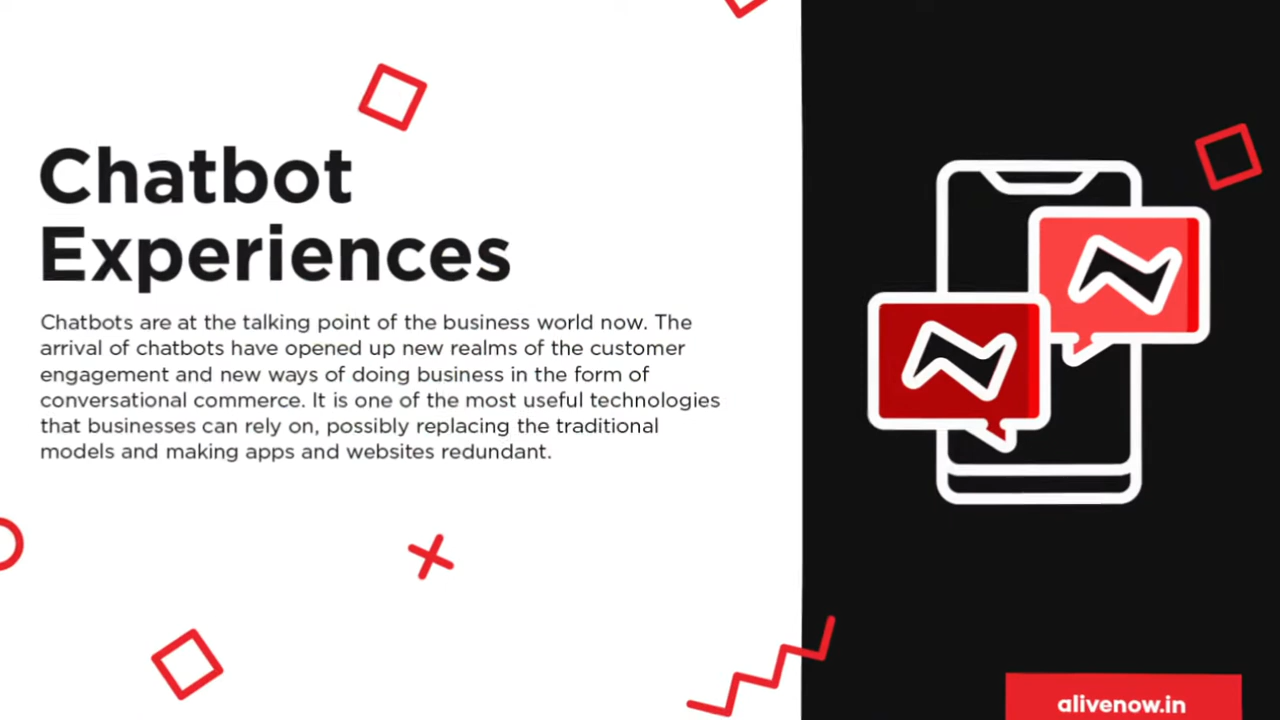 Chatbot
Experiences
Chatbots are at the talking point of the business world now. The
arrival of chatbots have opened up new realms of the customer
engagement and new ways of doing business in the form of
conversational commerce. It is one of the most useful technologies
that businesses can rely on, possibly replacing the traditional
models and making apps and websites redundant.
alivenow.in